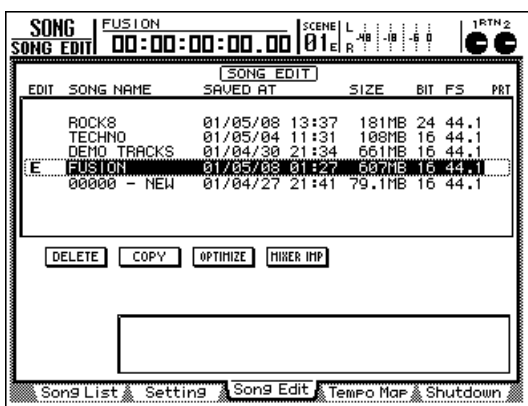 SONG FUSION SCENE L 1RTN2
SONG EDIT 00:00:00:00.00 01E R -48 -18 -6 0
SONG EDIT
EDIT SONG NAME SAVED AT SIZE BIT FS PRT
ROCK8 01/05/08 13:37 181MB 24 44.1
TECHNO 01/05/04 11:31 108MB 16 44.1
DEMO TRACKS 01/04/30 21:34 661MB 16 44.1
E FUSION 01/05/08 01:27 607MB 16 44.1
00000 - NEW 01/04/27 21:41 79.1MB 16 44.1
DELETE COPY OPTIMIZE MIXER IMP
Song List Setting Song Edit Tempo Map Shutdown